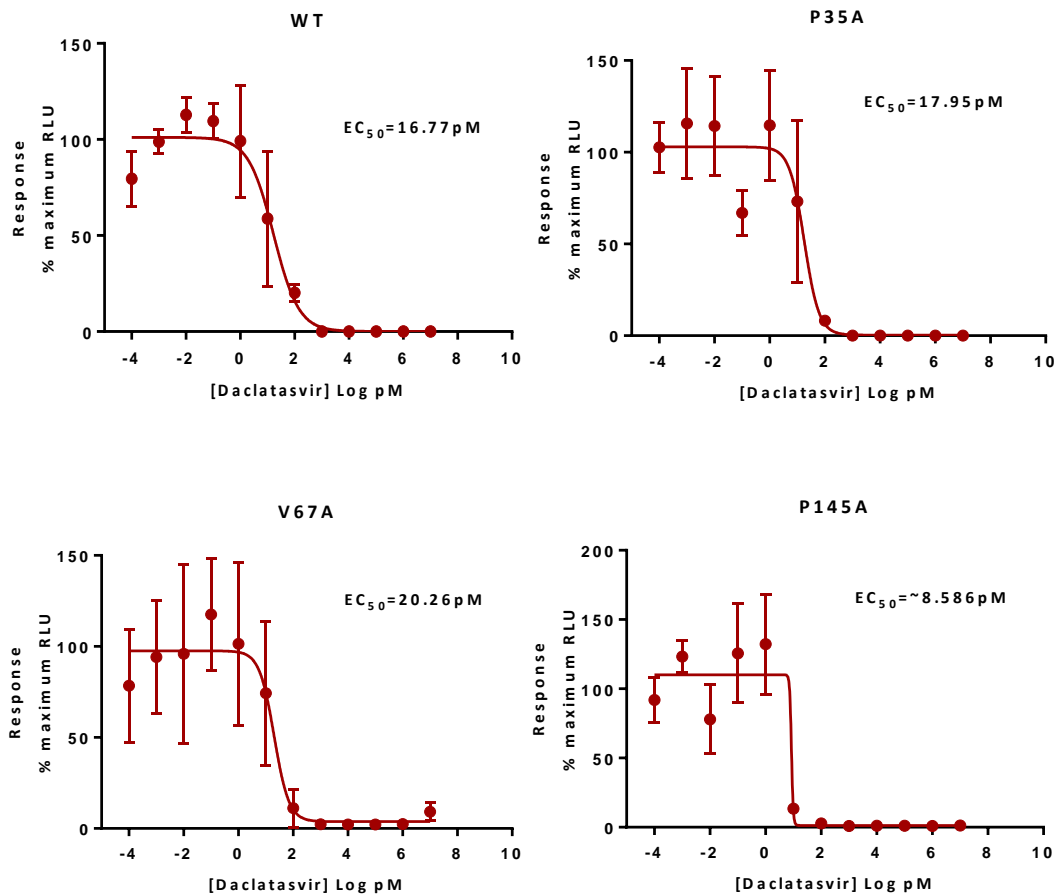 WT
Response
% maximum RLU
150
100
50
0
EC50=16.77pM
-4 -2 0 2 4 6 8 10
[Daclatasvir] Log pM
P35A
Response
% maximum RLU
150
100
50
0
EC50=17.95pM
-4 -2 0 2 4 6 8 10
[Daclatasvir] Log pM
V67A
Response
% maximum RLU
150
100
50
0
EC50=20.26pM
-4 -2 0 2 4 6 8 10
[Daclatasvir] Log pM
P145A
Response
% maximum RLU
200
150
100
50
0
EC50=~8.586pM
-4 -2 0 2 4 6 8 10
[Daclatasvir] Log pM